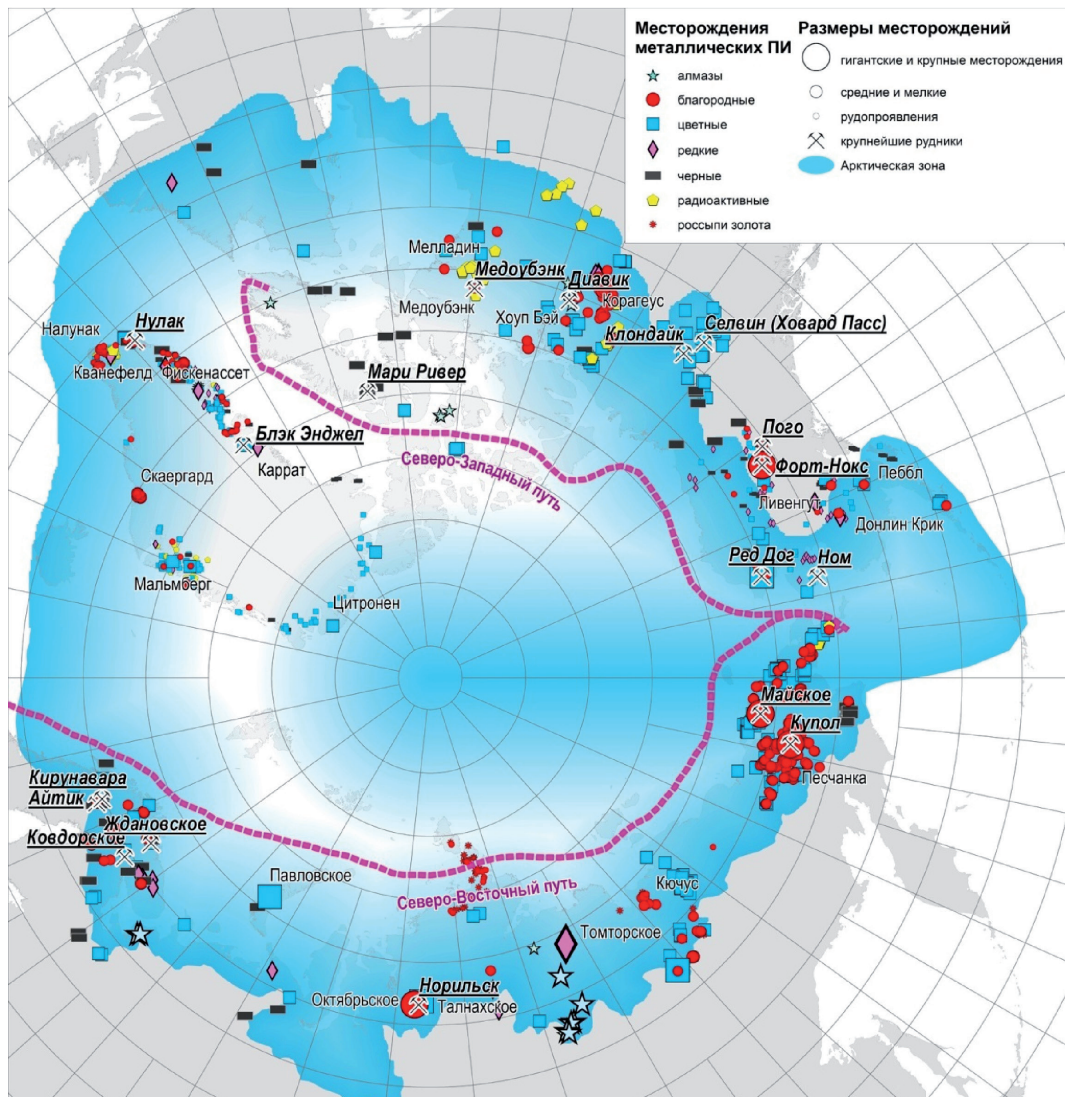 Месторождения
металлических ПИ
алмазы
благородные
цветные
редкие
черные
радиоактивные
россыпи золота
Размеры месторождений
гигантские и крупные месторождения
средние и мелкие
рудопроявления
крупнейшие рудники
Арктическая зона
Мелладин
Медоубэнк
Диавик
Медоубэнк
Корагеус
Хоуп Бэй
Налунак
Нулак
Клондайк
Селвин (Ховард Пасс)
Кванефелд
Фискенассет
Мари Ривер
Блэк Энджел
Каррат
Пого
Северо-Западный путь
Форт-Нокс
Пеббл
Скаергард
Ливенгут
Донлин Крик
Ред Дог
Ном
Мальмберг
Цитронен
Майское
Купол
Песчанка
Кирунавара
Айтик
Ждановское
Ковдорское
Павловское
Северо-Восточный путь
Кючус
Томторское
Норильск
Октябрьское
Талнахское